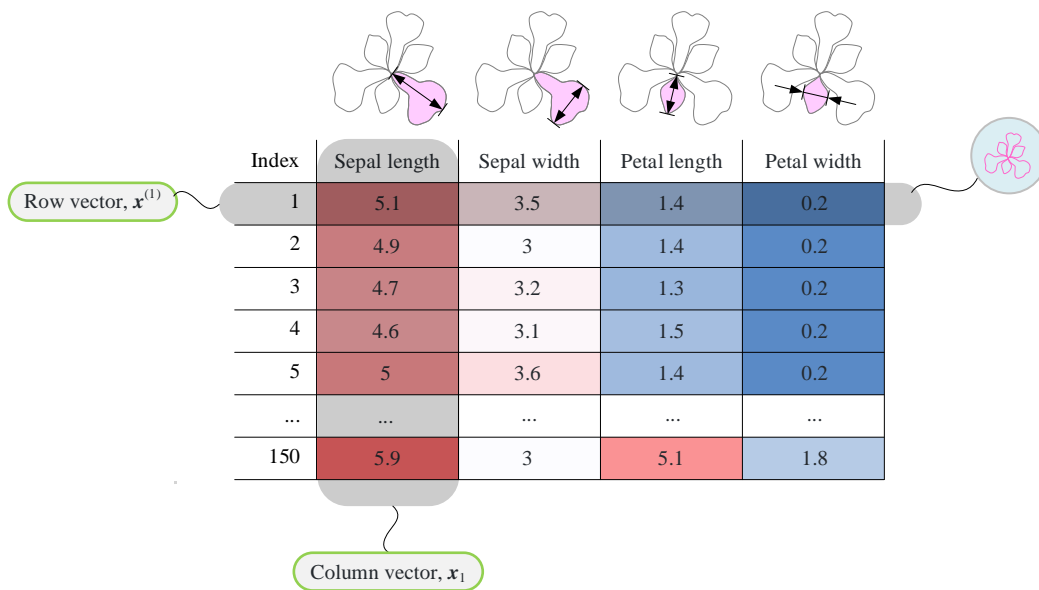 Index Sepal length Sepal width Petal length Petal width
Row vector, x⁽¹⁾
1 5.1 3.5 1.4 0.2
2 4.9 3 1.4 0.2
3 4.7 3.2 1.3 0.2
4 4.6 3.1 1.5 0.2
5 5 3.6 1.4 0.2
... ... ... ... ...
150 5.9 3 5.1 1.8
Column vector, x₁